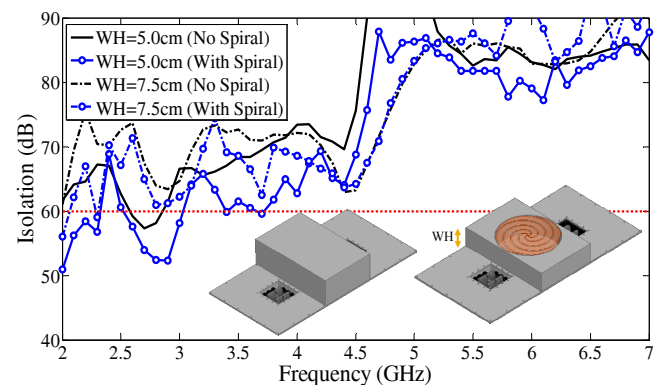 90
80
70
60
50
40
Isolation (dB)
WH=5.0cm (No Spiral)
WH=5.0cm (With Spiral)
WH=7.5cm (No Spiral)
WH=7.5cm (With Spiral)
WH
2 2.5 3 3.5 4 4.5 5 5.5 6 6.5 7
Frequency (GHz)